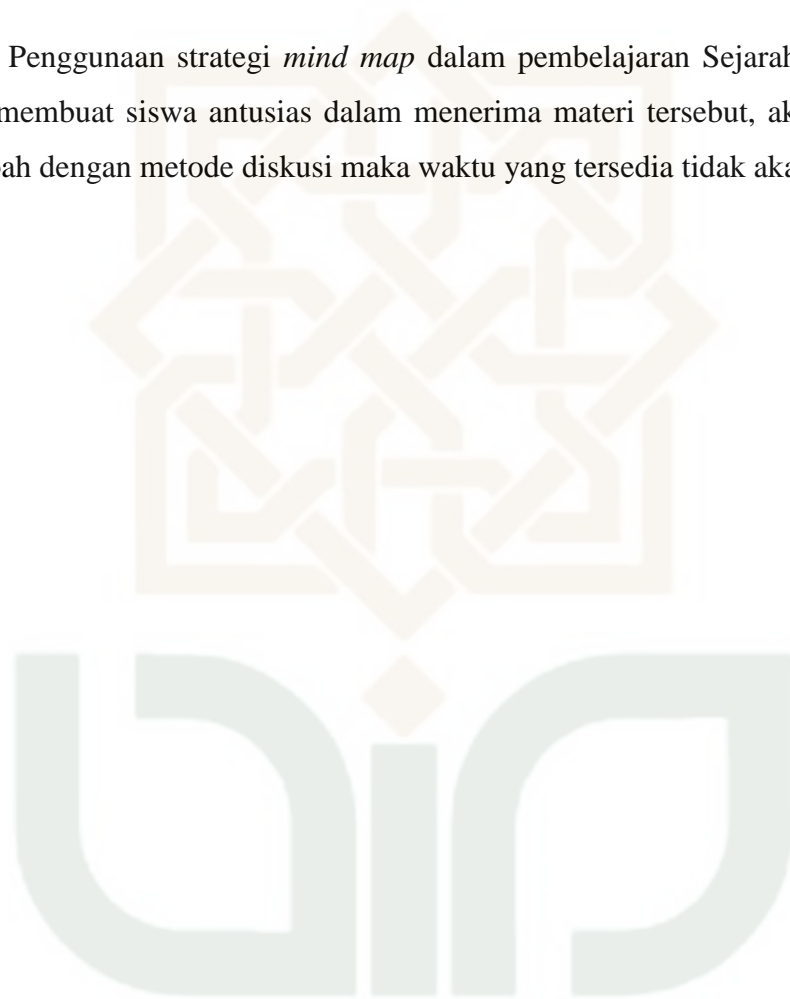 Penggunaan strategi mind map dalam pembelajaran Sejarah
membuat siswa antusias dalam menerima materi tersebut,
dengan metode diskusi maka waktu yang tersedia tidak